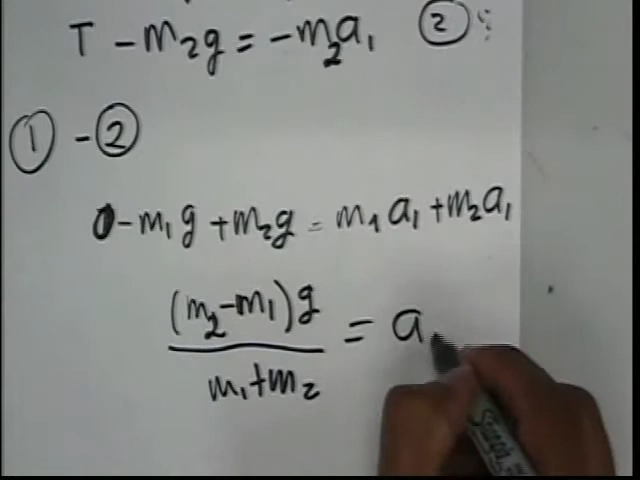 T - m₂g = -m₂a₁ ②
① - ②
0 - m₁g + m₂g = m₁a₁ + m₂a₁
(m₂ - m₁)g / m₁ + m₂ = a